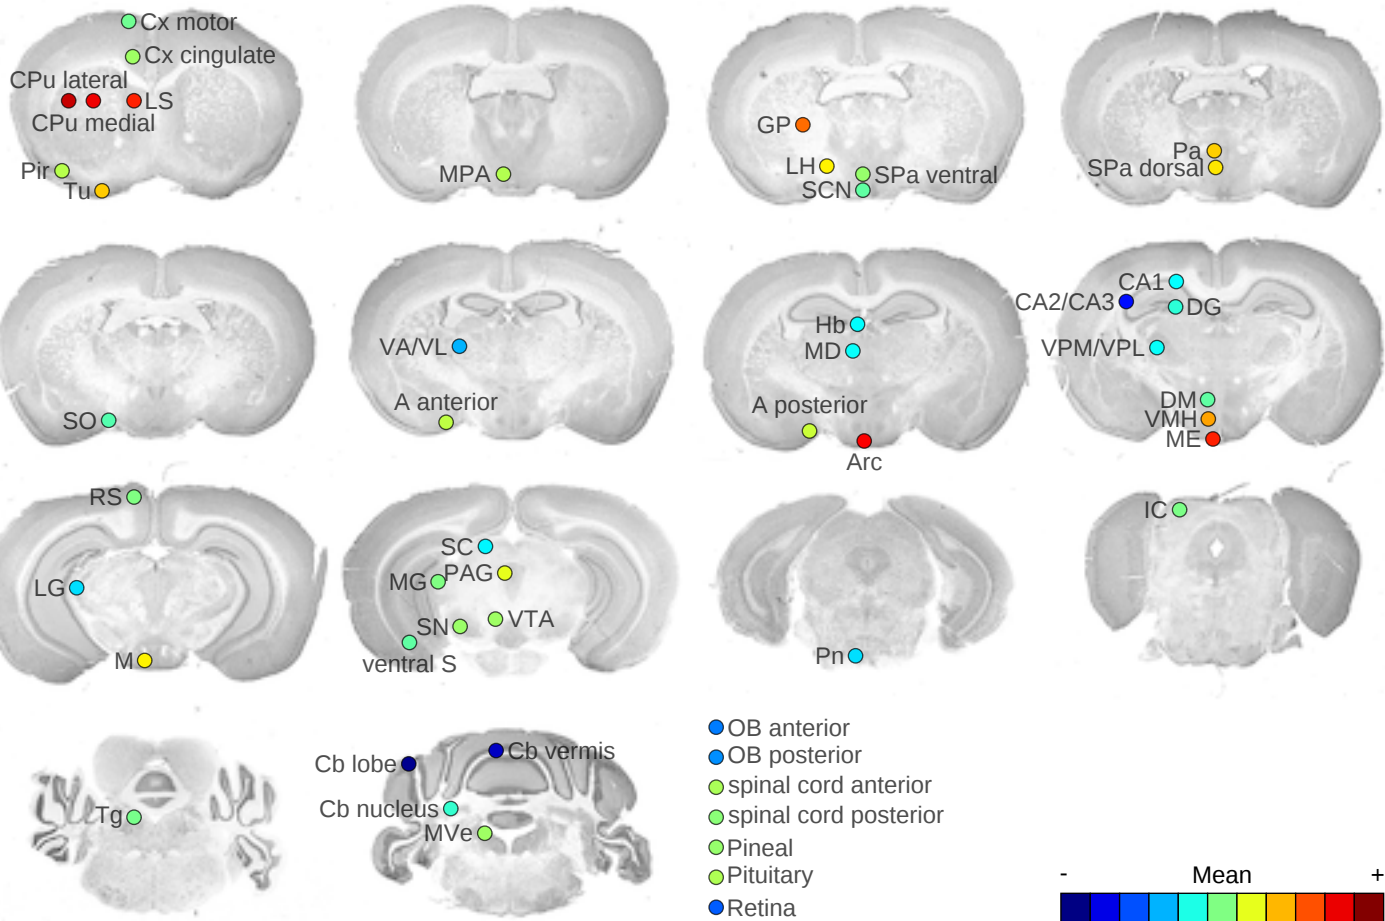 Cx motor
Cx cingulate
CPu lateral
LS
CPu medial
Pir
Tu
MPA
GP
LH
SPa ventral
SCN
Pa
SPa dorsal
SO
VA/VL
A anterior
Hb
MD
A posterior
Arc
CA1
CA2/CA3
DG
VPM/VPL
DM
VMH
ME
RS
LG
M
SC
MG
PAG
SN
VTA
ventral S
Pn
IC
Tg
Cb lobe
Cb vermis
Cb nucleus
MVe
OB anterior
OB posterior
spinal cord anterior
spinal cord posterior
Pineal
Pituitary
Retina
- Mean +